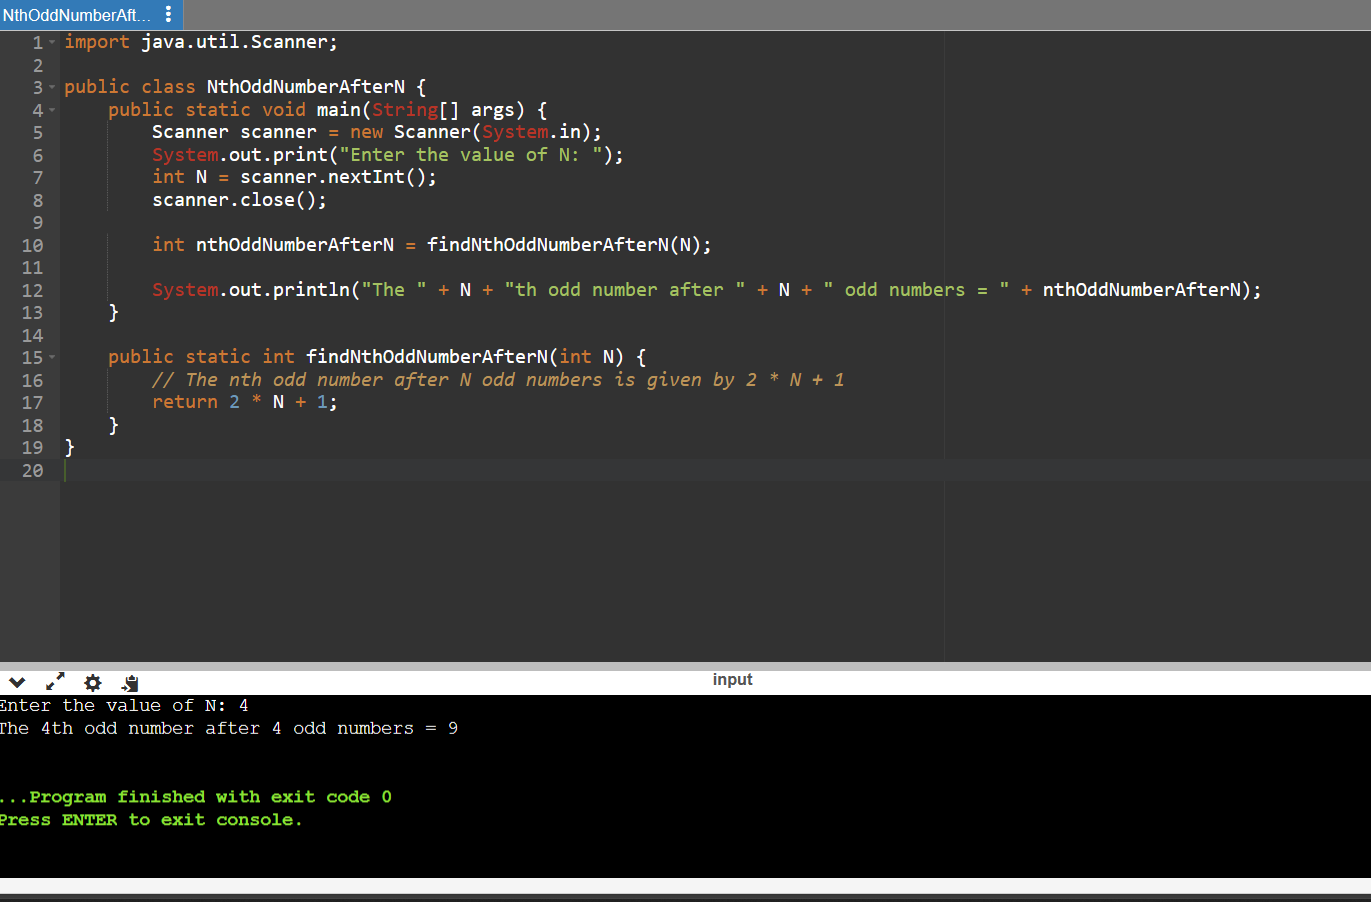 NthOddNumberAft...
1 import java.util.Scanner;
2
3 public class NthOddNumberAfterN {
4     public static void main(String[] args) {
5         Scanner scanner = new Scanner(System.in);
6         System.out.print("Enter the value of N: ");
7         int N = scanner.nextInt();
8         scanner.close();
9
10         int nthOddNumberAfterN = findNthOddNumberAfterN(N);
11
12         System.out.println("The " + N + "th odd number after " + N + " odd numbers = " + nthOddNumberAfterN);
13     }
14
15     public static int findNthOddNumberAfterN(int N) {
16         // The nth odd number after N odd numbers is given by 2 * N + 1
17         return 2 * N + 1;
18     }
19 }
20
input
Enter the value of N: 4
The 4th odd number after 4 odd numbers = 9
...Program finished with exit code 0
Press ENTER to exit console.